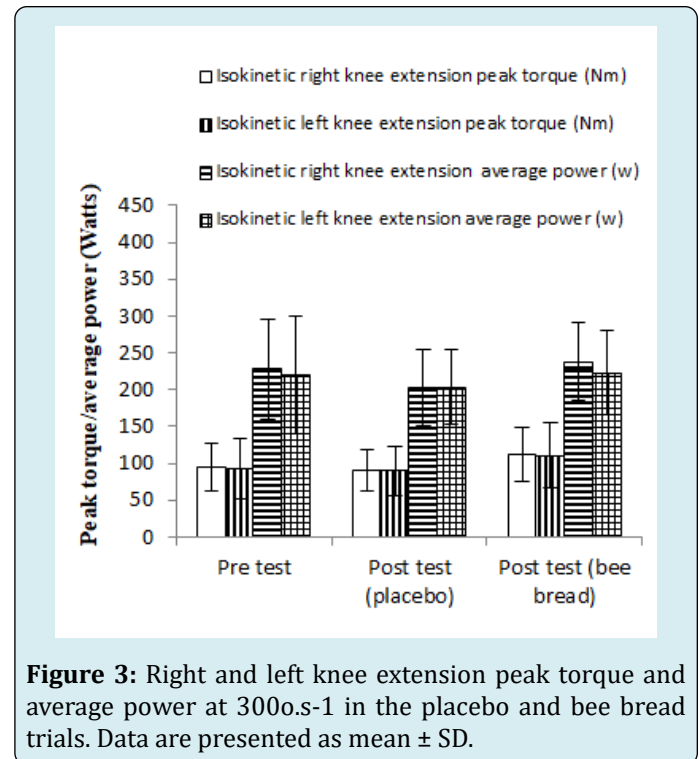 Isokinetic right knee extension peak torque (Nm)
Isokinetic left knee extension peak torque (Nm)
Isokinetic right knee extension average power (w)
Isokinetic left knee extension average power (w)
Peak torque/average power (Watts)
450
400
350
300
250
200
150
100
50
0
Pre test
Post test
(placebo)
Post test (bee
bread)
Figure 3: Right and left knee extension peak torque and
average power at 300o.s-1 in the placebo and bee bread
trials. Data are presented as mean ± SD.